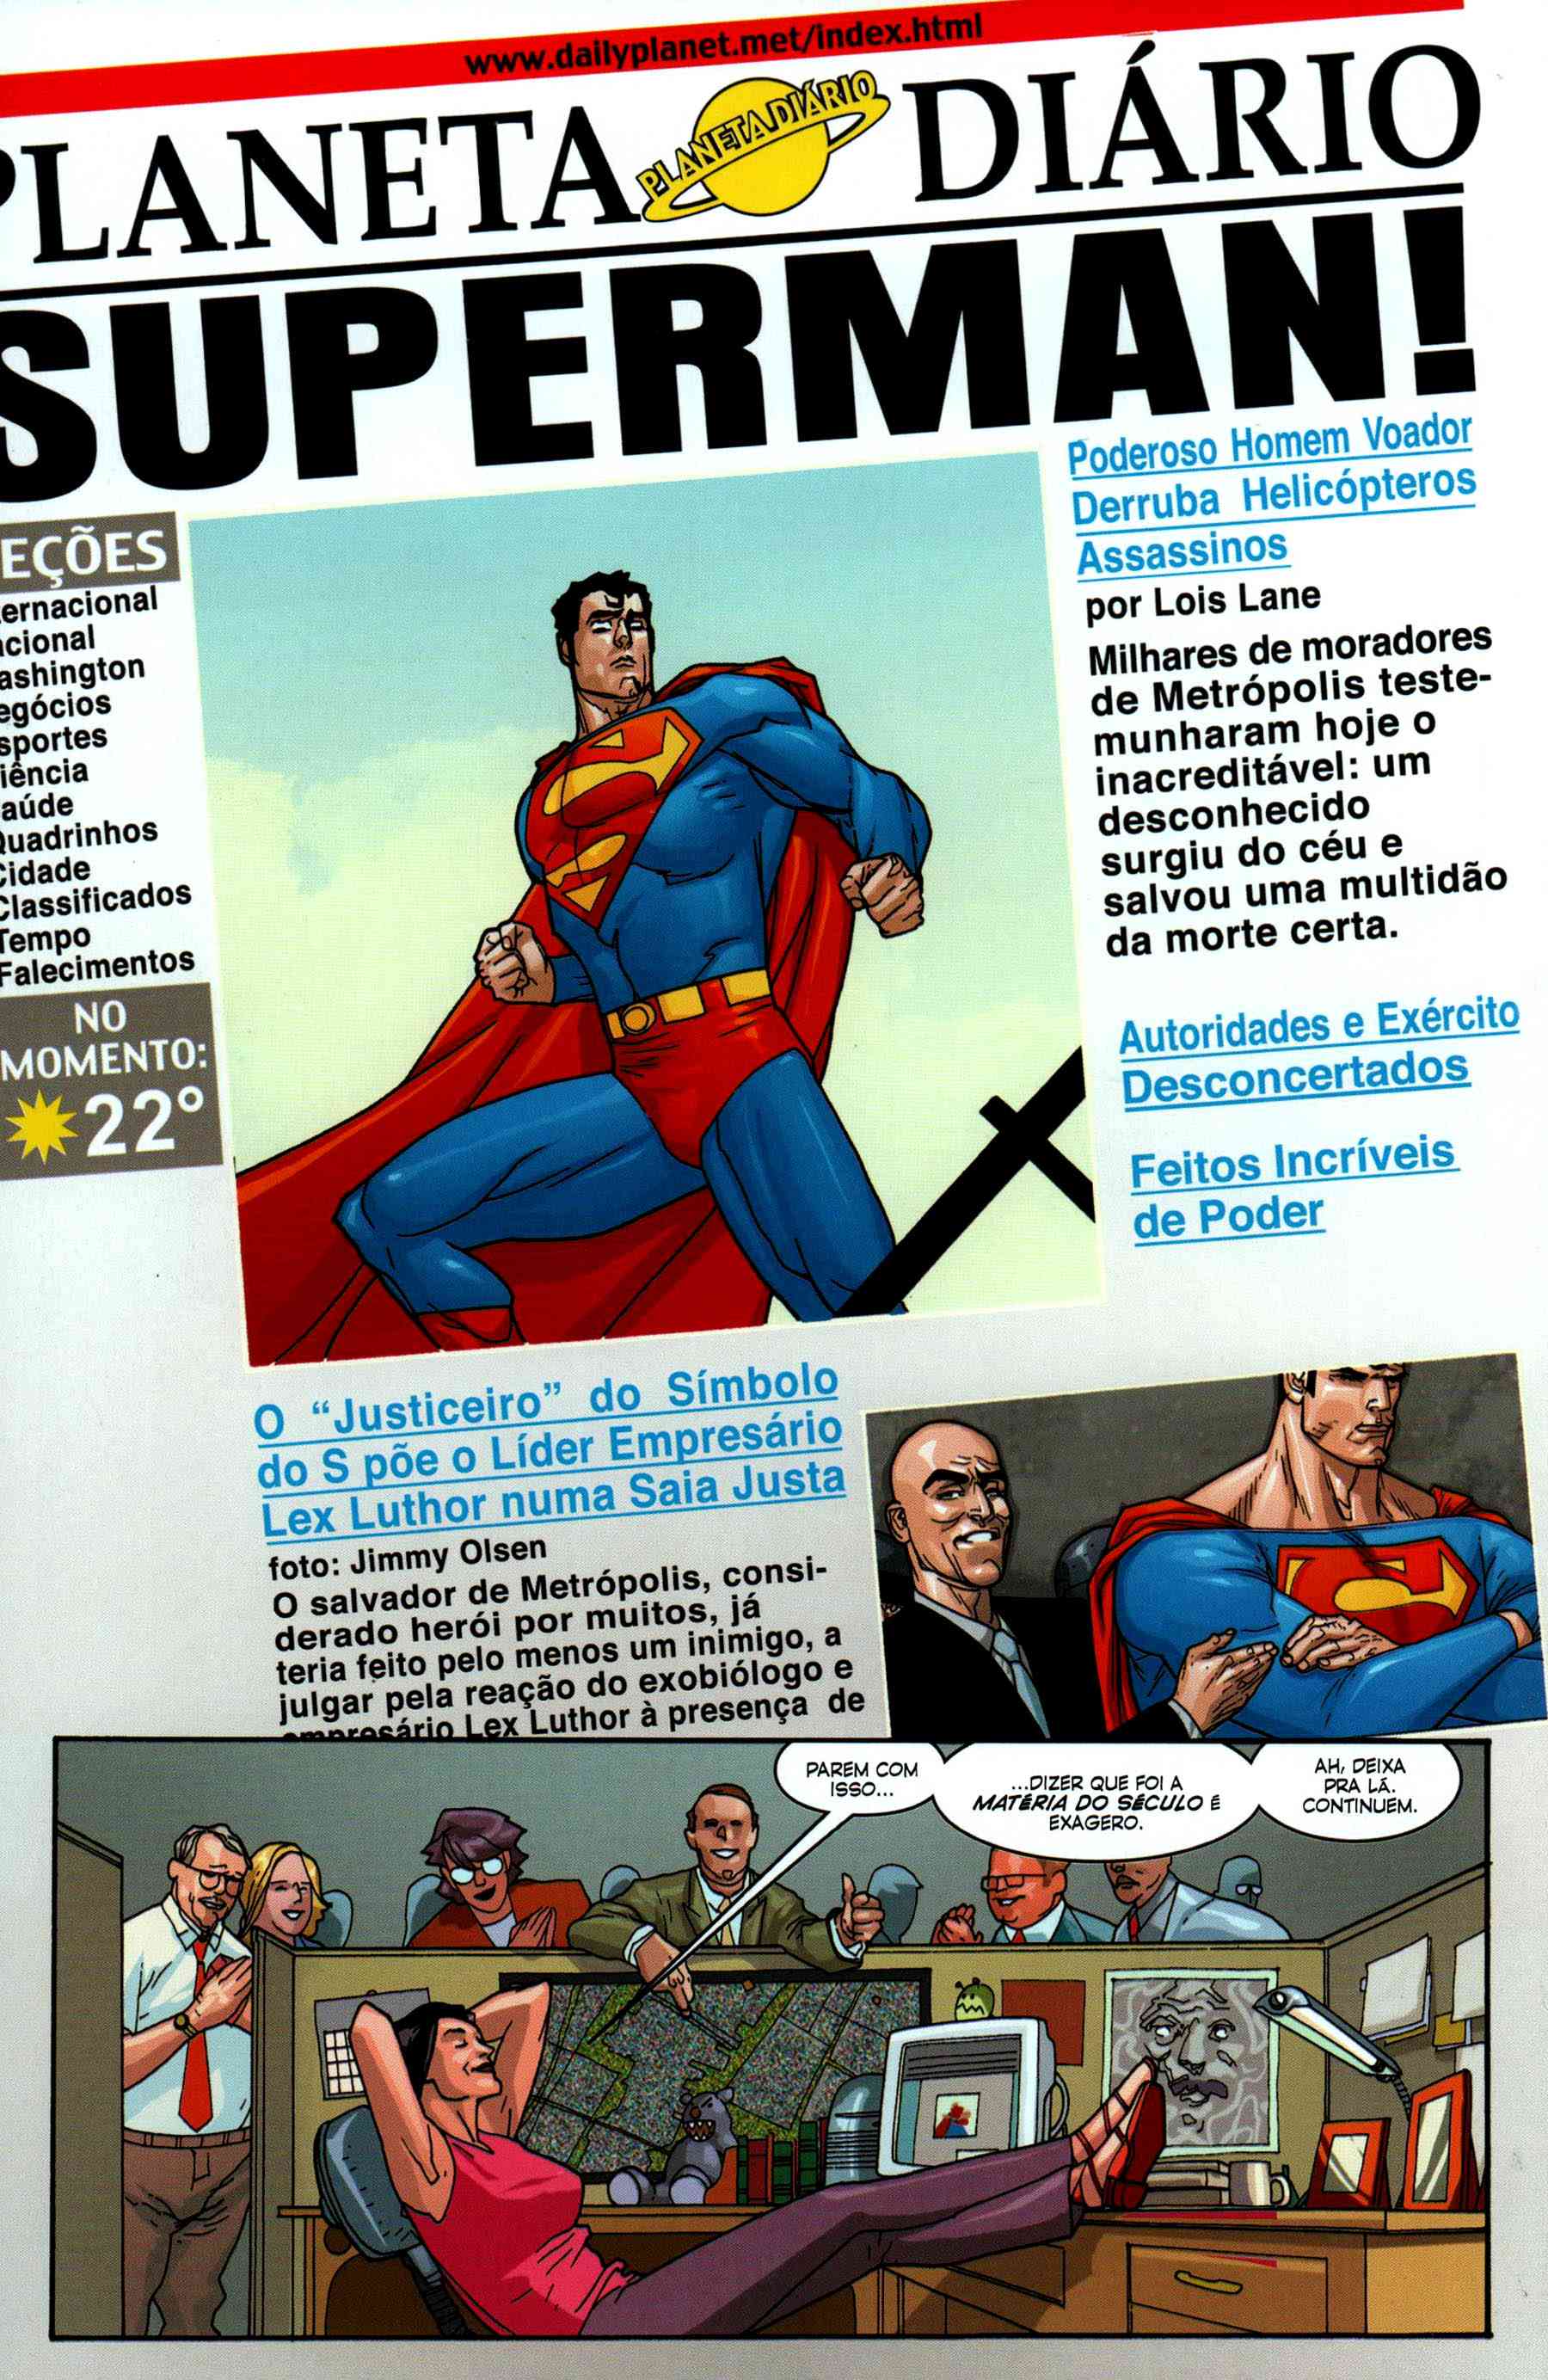 www.dailyplanet.met/index.html
PLANETA
PLANETA DIÁRIO
DIÁRIO
SUPERMAN!
EÇÕES
ernacional
cional
ashington
egócios
sportes
iência
aúde
Quadrinhos
Cidade
Classificados
Tempo
Falecimentos
NO
MOMENTO:
22°
Poderoso Homem Voador
Derruba Helicópteros
Assassinos
por Lois Lane
Milhares de moradores
de Metrópolis teste-
munharam hoje o
inacreditável: um
desconhecido
surgiu do céu e
salvou uma multidão
da morte certa.
Autoridades e Exército
Desconcertados
Feitos Incríveis
de Poder
O “Justiceiro” do Símbolo
do S põe o Líder Empresário
Lex Luthor numa Saia Justa
foto: Jimmy Olsen
O salvador de Metrópolis, consi-
derado herói por muitos, já
teria feito pelo menos um inimigo, a
julgar pela reação do exobiólogo e
empresário Lex Luthor à presença de
PAREM COM
ISSO...
...DIZER QUE FOI A
MATÉRIA DO SÉCULO É
EXAGERO.
AH, DEIXA
PRA LÁ.
CONTINUEM.